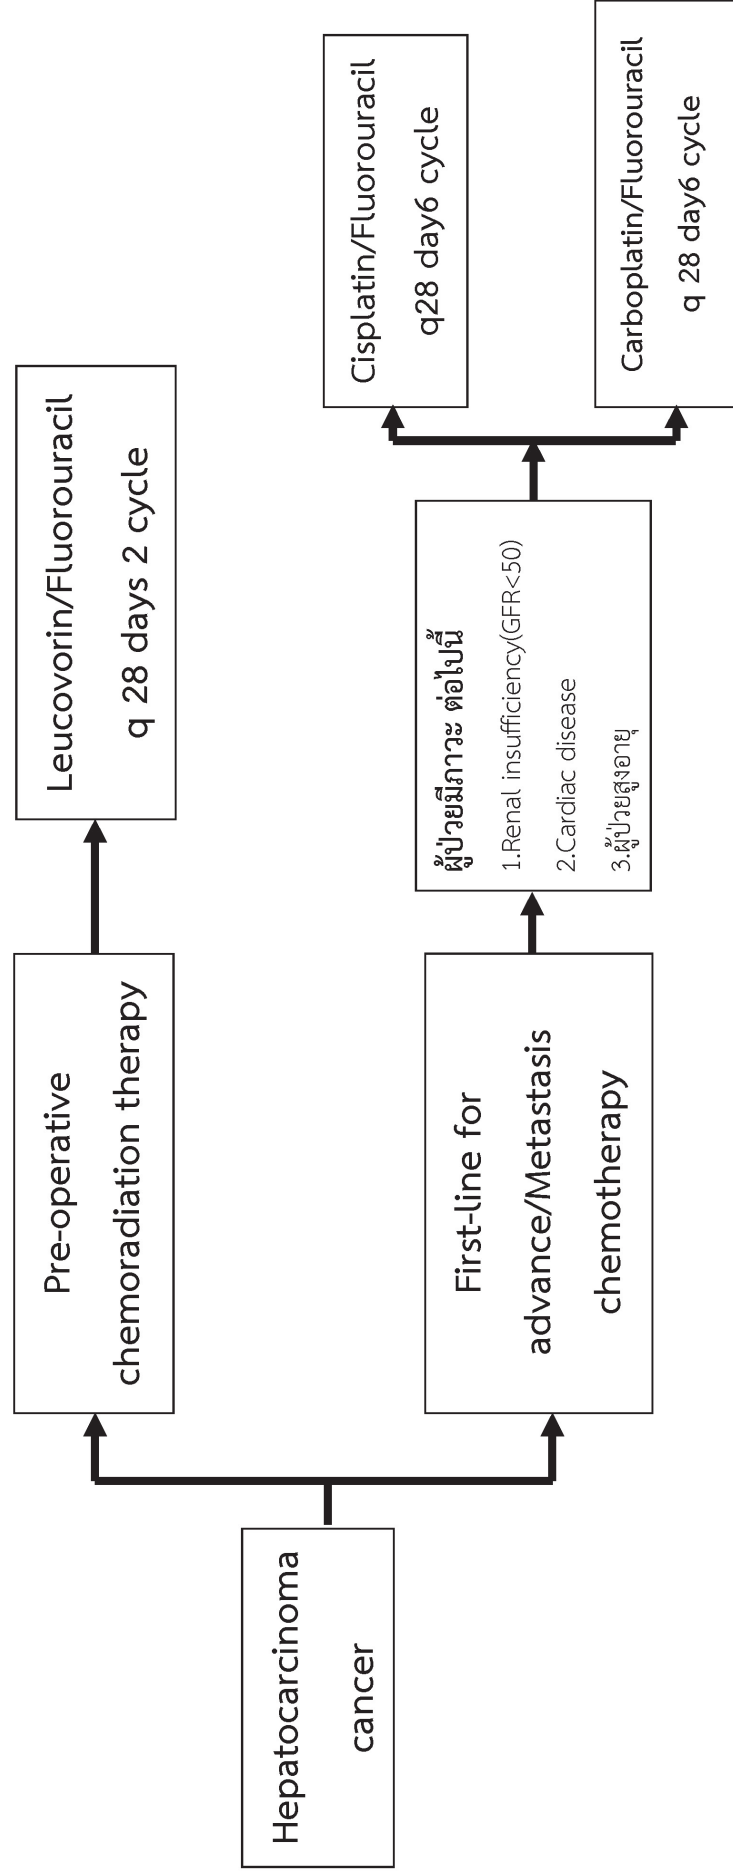 Hepatocarcinoma
cancer
Pre-operative
chemoradiation therapy
Leucovorin/Fluorouracil
q 28 days 2 cycle
First-line for
advance/Metastasis
chemotherapy
ผู้ป่วยมีภาวะ ต่อไปนี้
1.Renal insufficiency(GFR<50)
2.Cardiac disease
3.ผู้ป่วยสูงอายุ
Cisplatin/Fluorouracil
q28 day6 cycle
Carboplatin/Fluorouracil
q 28 day6 cycle